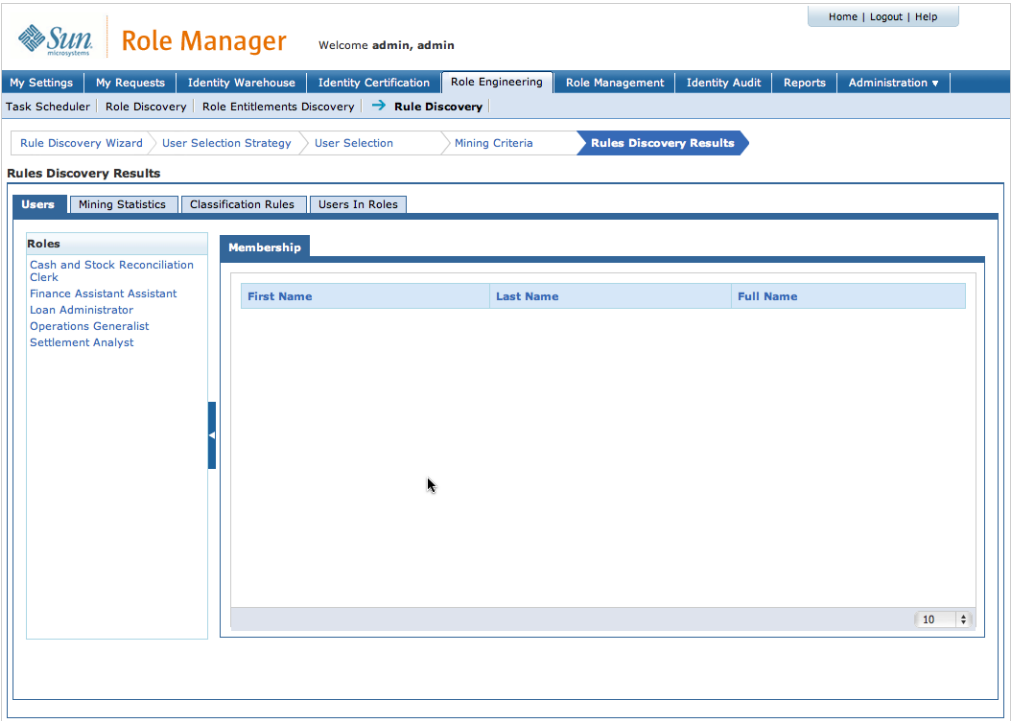 Home | Logout | Help
Sun
microsystems
Role Manager
Welcome admin, admin
My Settings My Requests Identity Warehouse Identity Certification Role Engineering Role Management Identity Audit Reports Administration ▼
Task Scheduler Role Discovery Role Entitlements Discovery → Rule Discovery
Rule Discovery Wizard User Selection Strategy User Selection Mining Criteria Rules Discovery Results
Rules Discovery Results
Users Mining Statistics Classification Rules Users In Roles
Roles
Cash and Stock Reconciliation
Clerk
Finance Assistant Assistant
Loan Administrator
Operations Generalist
Settlement Analyst
Membership
First Name Last Name Full Name
10